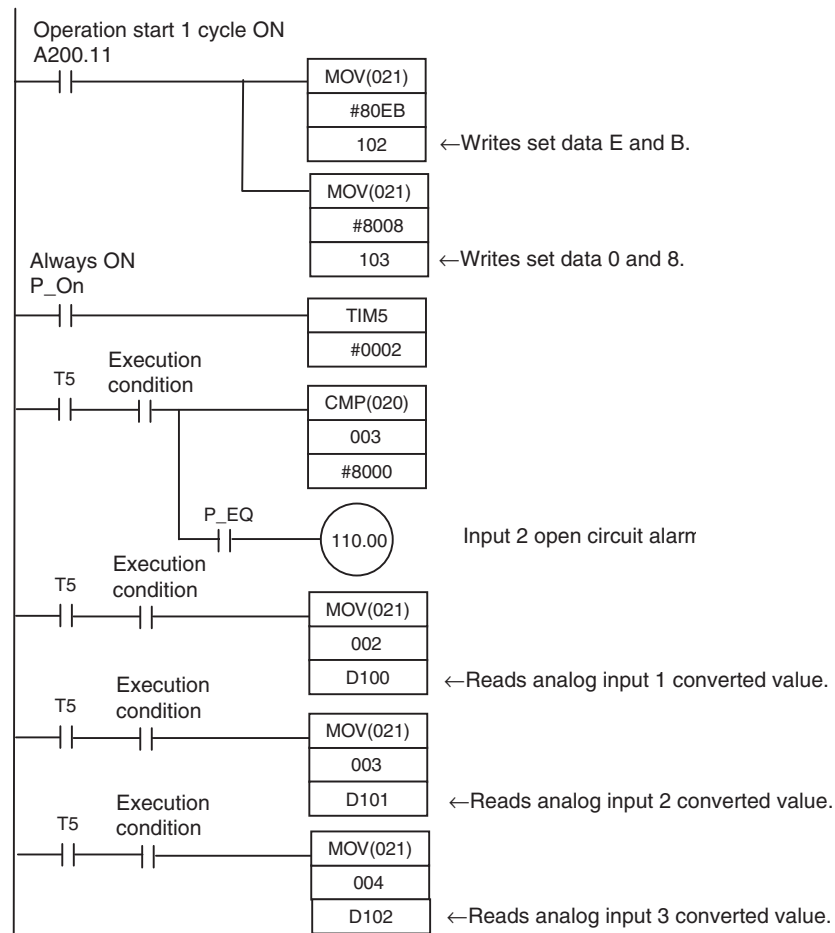 Operation start 1 cycle ON
A200.11
MOV(021)
#80EB
102
←Writes set data E and B.
MOV(021)
#8008
103
←Writes set data 0 and 8.
Always ON
P_On
TIM5
#0002
T5
Execution
condition
CMP(020)
003
#8000
P_EQ
110.00
Input 2 open circuit alarm
T5
Execution
condition
MOV(021)
002
D100
←Reads analog input 1 converted value.
T5
Execution
condition
MOV(021)
003
D101
←Reads analog input 2 converted value.
T5
Execution
condition
MOV(021)
004
D102
←Reads analog input 3 converted value.